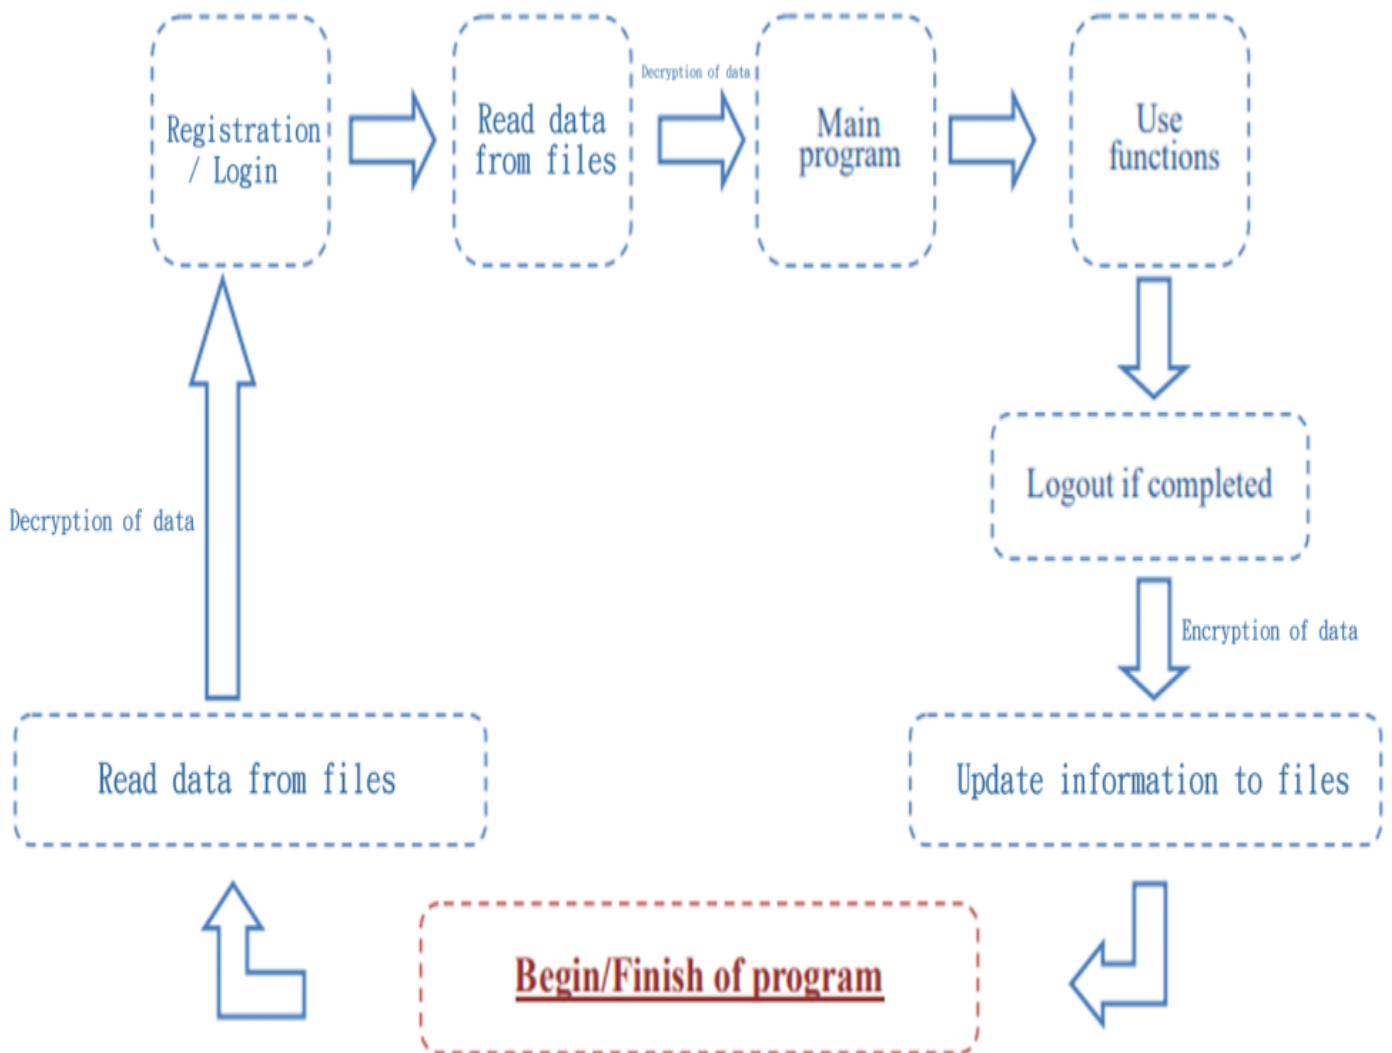 Registration
/ Login
Read data
from files
Decryption of data
Main
program
Use
functions
Logout if completed
Decryption of data
Encryption of data
Read data from files
Update information to files
Begin/Finish of program